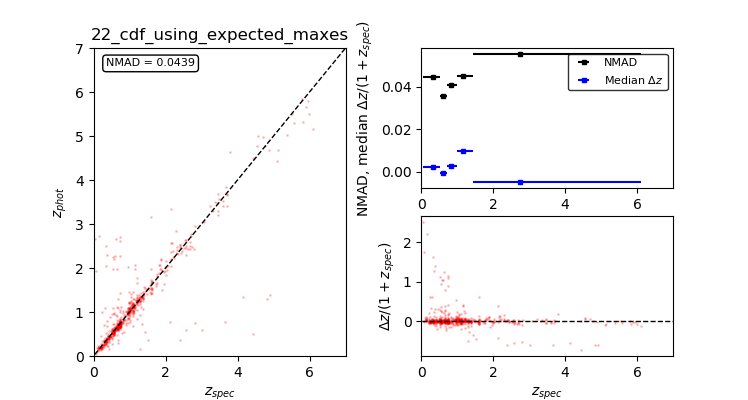 22_cdf_using_expected_maxes
NMAD = 0.0439
7
6
5
4
3
2
1
0
z_phot
0 2 4 6
z_spec
NMAD, median Δz/(1 + z_spec)
0.04
0.02
0.00
NMAD
Median Δz
0 2 4 6
Δz/(1 + z_spec)
2
1
0
0 2 4 6
z_spec